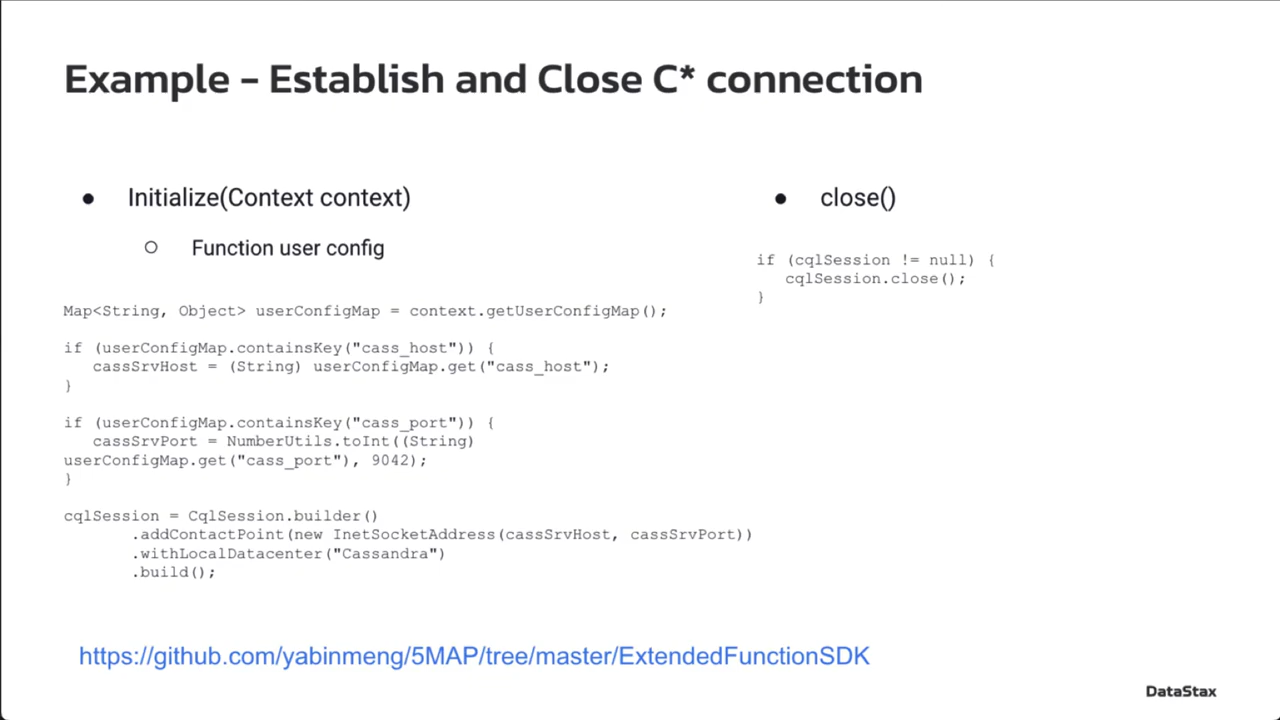 Example – Establish and Close C* connection
● Initialize(Context context)
○ Function user config
Map<String, Object> userConfigMap = context.getUserConfigMap();
if (userConfigMap.containsKey("cass_host")) {
cassSrvHost = (String) userConfigMap.get("cass_host");
}
if (userConfigMap.containsKey("cass_port")) {
cassSrvPort = NumberUtils.toInt((String)
userConfigMap.get("cass_port"), 9042);
}
cqlSession = CqlSession.builder()
.addContactPoint(new InetSocketAddress(cassSrvHost, cassSrvPort))
.withLocalDatacenter("Cassandra")
.build();
● close()
if (cqlSession != null) {
cqlSession.close();
}
https://github.com/yabinmeng/5MAP/tree/master/ExtendedFunctionSDK
DataStax